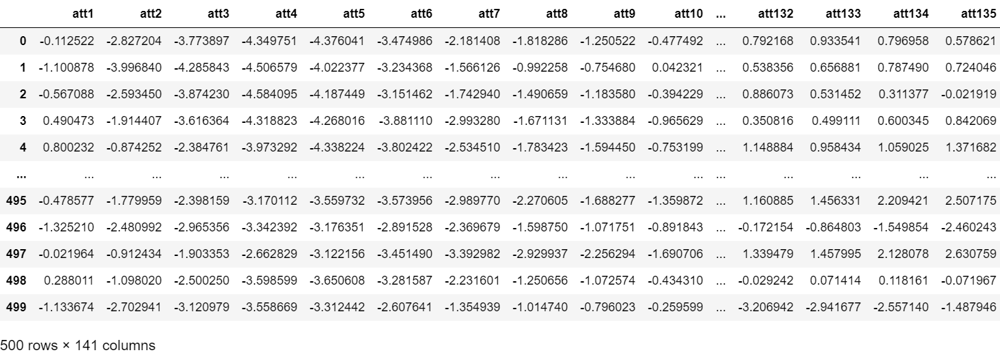 att1 att2 att3 att4 att5 att6 att7 att8 att9 att10 ... att132 att133 att134 att135
0 -0.112522 -2.827204 -3.773897 -4.349751 -4.376041 -3.474986 -2.181408 -1.818286 -1.250522 -0.477492 ... 0.792168 0.933541 0.796958 0.578621
1 -1.100878 -3.996840 -4.285843 -4.506579 -4.022377 -3.234368 -1.566126 -0.992258 -0.754680 0.042321 ... 0.538356 0.656881 0.787490 0.724046
2 -0.567088 -2.593450 -3.874230 -4.584095 -4.187449 -3.151462 -1.742940 -1.490659 -1.183580 -0.394229 ... 0.886073 0.531452 0.311377 -0.021919
3 0.490473 -1.914407 -3.616364 -4.318823 -4.268016 -3.881110 -2.993280 -1.671131 -1.333884 -0.965629 ... 0.350816 0.499111 0.600345 0.842069
4 0.800232 -0.874252 -2.384761 -3.973292 -4.338224 -3.802422 -2.534510 -1.783423 -1.594450 -0.753199 ... 1.148884 0.958434 1.059025 1.371682
... ... ... ... ... ... ... ... ... ... ... ... ... ... ... ...
495 -0.478577 -1.779959 -2.398159 -3.170112 -3.559732 -3.573956 -2.989770 -2.270605 -1.688277 -1.359872 ... 1.160885 1.456331 2.209421 2.507175
496 -1.325210 -2.480992 -2.965356 -3.342392 -3.176351 -2.891528 -2.369679 -1.598750 -1.071751 -0.891843 ... -0.172154 -0.864803 -1.549854 -2.460243
497 -0.021964 -0.912434 -1.903353 -2.662829 -3.122156 -3.451490 -3.392982 -2.929937 -2.256294 -1.690706 ... 1.339479 1.457995 2.128078 2.630759
498 0.288011 -1.098020 -2.500250 -3.598599 -3.650608 -3.281587 -2.231601 -1.250656 -1.072574 -0.434310 ... -0.029242 0.071414 0.118161 -0.071967
499 -1.133674 -2.702941 -3.120979 -3.558669 -3.312442 -2.607641 -1.354939 -1.014740 -0.796023 -0.259599 ... -3.206942 -2.941677 -2.557140 -1.487946
500 rows × 141 columns